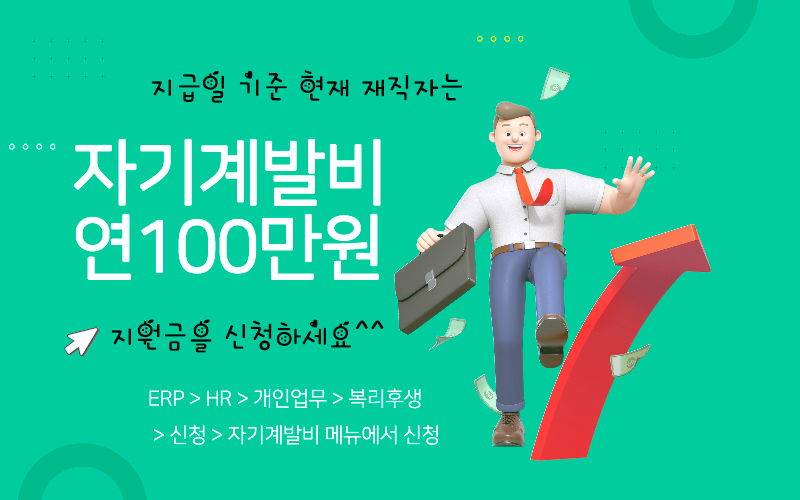 지급일 기준 현재 재직자는
자기계발비
연100만원
지원금을 신청하세요^^
ERP > HR > 개인업무 > 복리후생
> 신청 > 자기계발비 메뉴에서 신청